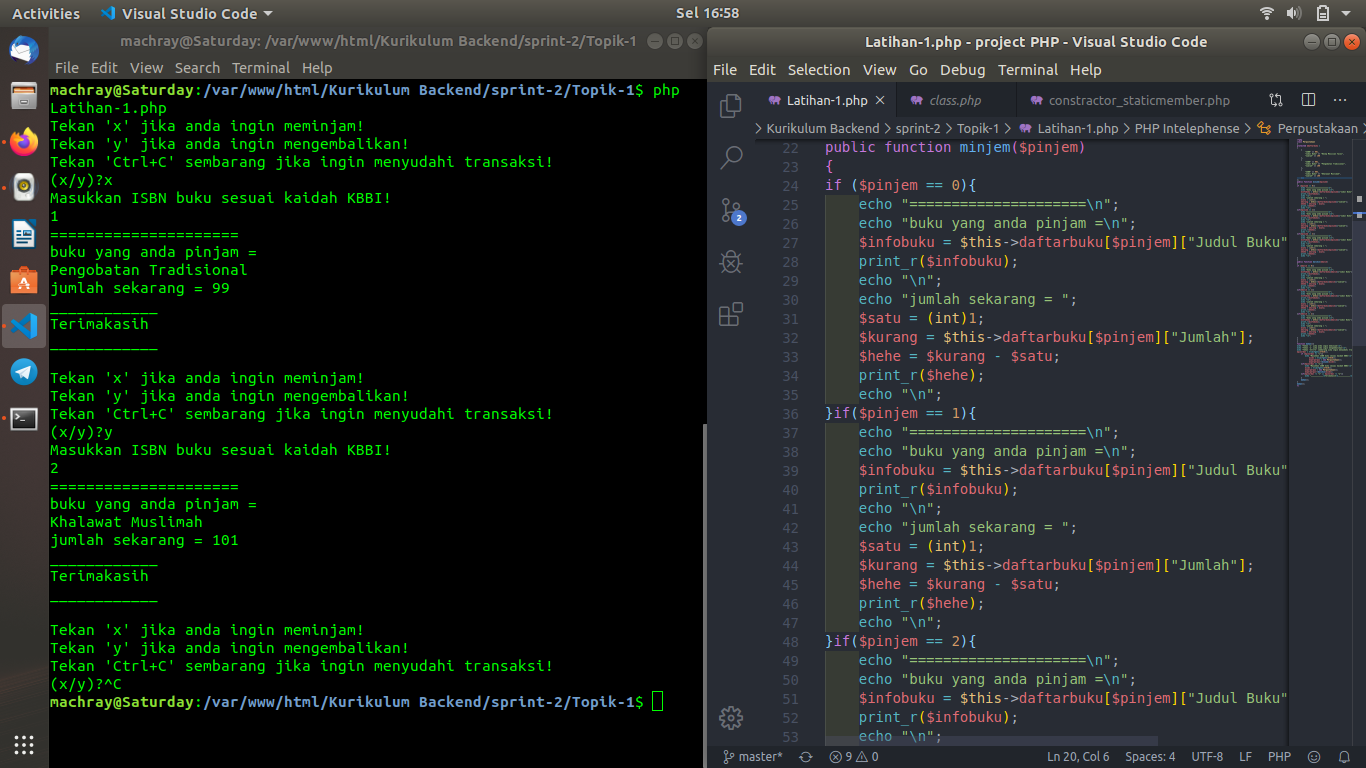 Activities
Visual Studio Code
Sel 16:58
machray@Saturday: /var/www/html/Kurikulum Backend/sprint-2/Topik-1
File Edit View Search Terminal Help
machray@Saturday:/var/www/html/Kurikulum Backend/sprint-2/Topik-1$ php
Latihan-1.php
Tekan 'x' jika anda ingin meminjam!
Tekan 'y' jika anda ingin mengembalikan!
Tekan 'Ctrl+C' sembarang jika ingin menyudahi transaksi!
(x/y)?x
Masukkan ISBN buku sesuai kaidah KBBI!
1
=====================
buku yang anda pinjam =
Pengobatan Tradisional
jumlah sekarang = 99
____________
Terimakasih
____________
Tekan 'x' jika anda ingin meminjam!
Tekan 'y' jika anda ingin mengembalikan!
Tekan 'Ctrl+C' sembarang jika ingin menyudahi transaksi!
(x/y)?y
Masukkan ISBN buku sesuai kaidah KBBI!
2
=====================
buku yang anda pinjam =
Khalawat Muslimah
jumlah sekarang = 101
____________
Terimakasih
____________
Tekan 'x' jika anda ingin meminjam!
Tekan 'y' jika anda ingin mengembalikan!
Tekan 'Ctrl+C' sembarang jika ingin menyudahi transaksi!
(x/y)?^C
machray@Saturday:/var/www/html/Kurikulum Backend/sprint-2/Topik-1$
Latihan-1.php - project PHP - Visual Studio Code
File Edit Selection View Go Debug Terminal Help
Latihan-1.php class.php constractor_staticmember.php
Kurikulum Backend > sprint-2 > Topik-1 > Latihan-1.php > PHP Intelephense > Perpustakaan
22 public function minjem($pinjem)
23 {
24 if ($pinjem == 0){
25 echo "=====================\n";
26 echo "buku yang anda pinjam =\n";
27 $infobuku = $this->daftarbuku[$pinjem]["Judul Buku"
28 print_r($infobuku);
29 echo "\n";
30 echo "jumlah sekarang = ";
31 $satu = (int)1;
32 $kurang = $this->daftarbuku[$pinjem]["Jumlah"];
33 $hehe = $kurang - $satu;
34 print_r($hehe);
35 echo "\n";
36 }if($pinjem == 1){
37 echo "=====================\n";
38 echo "buku yang anda pinjam =\n";
39 $infobuku = $this->daftarbuku[$pinjem]["Judul Buku"
40 print_r($infobuku);
41 echo "\n";
42 echo "jumlah sekarang = ";
43 $satu = (int)1;
44 $kurang = $this->daftarbuku[$pinjem]["Jumlah"];
45 $hehe = $kurang - $satu;
46 print_r($hehe);
47 echo "\n";
48 }if($pinjem == 2){
49 echo "=====================\n";
50 echo "buku yang anda pinjam =\n";
51 $infobuku = $this->daftarbuku[$pinjem]["Judul Buku"
52 print_r($infobuku);
53 echo "\n";
2
master* 9 0 Ln 20, Col 6 Spaces: 4 UTF-8 LF PHP